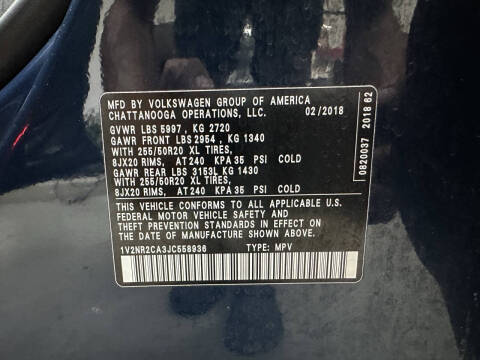 MFD BY VOLKSWAGEN GROUP OF AMERICA
CHATTANOOGA OPERATIONS, LLC. 02/2018
GVWR LBS 5997 , KG 2720
GAWR FRONT LBS 2954 , KG 1340
WITH 255/50R20 XL TIRES,
8JX20 RIMS, AT 240 KPA 35 PSI COLD
GAWR REAR LBS 3153L KG 1430
WITH 255/50R20 XL TIRES,
8JX20 RIMS, AT 240 KPA 35 PSI COLD
THIS VEHICLE CONFORMS TO ALL APPLICABLE U.S.
FEDERAL MOTOR VEHICLE SAFETY AND
THEFT PREVENTION STANDARDS IN EFFECT ON
THE DATE OF MANUFACTURE SHOWN ABOVE.
1V2NR2CA3JC558936 TYPE: MPV
0820037 2018 62